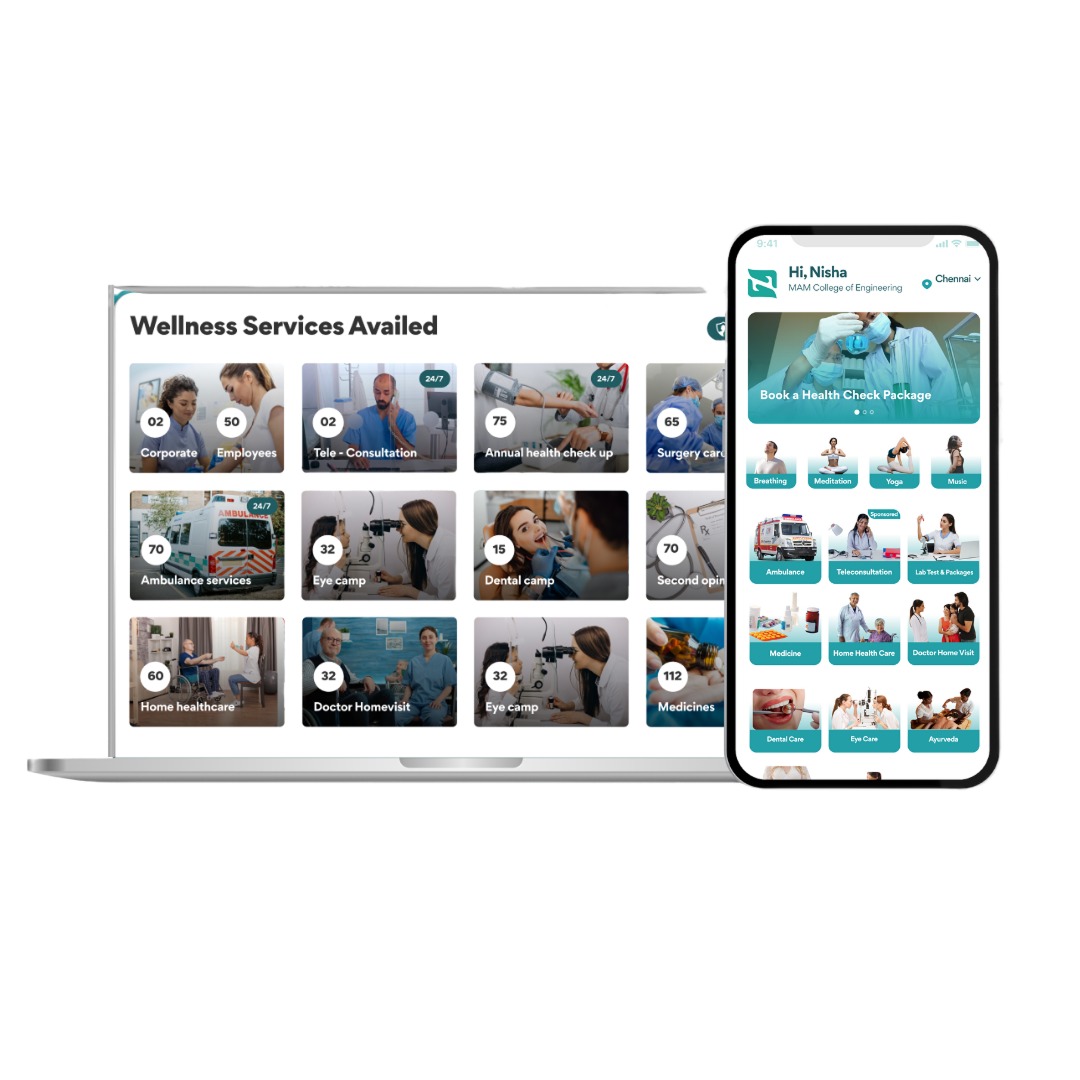 Wellness Services Availed
02
50
Corporate
Employees
24/7
02
Tele - Consultation
24/7
75
Annual health check up
65
Surgery car
24/7
AMBULANCE
70
Ambulance services
32
Eye camp
15
Dental camp
Rx
70
Second opin
60
Home healthcare
32
Doctor Homevisit
32
Eye camp
112
Medicines
9:41
Hi, Nisha
MAM College of Engineering
Chennai
Book a Health Check Package
Breathing
Meditation
Yoga
Music
Ambulance
Sponsored
Teleconsultation
Lab Test & Packages
Medicine
Home Health Care
Doctor Home Visit
Dental Care
Eye Care
Ayurveda